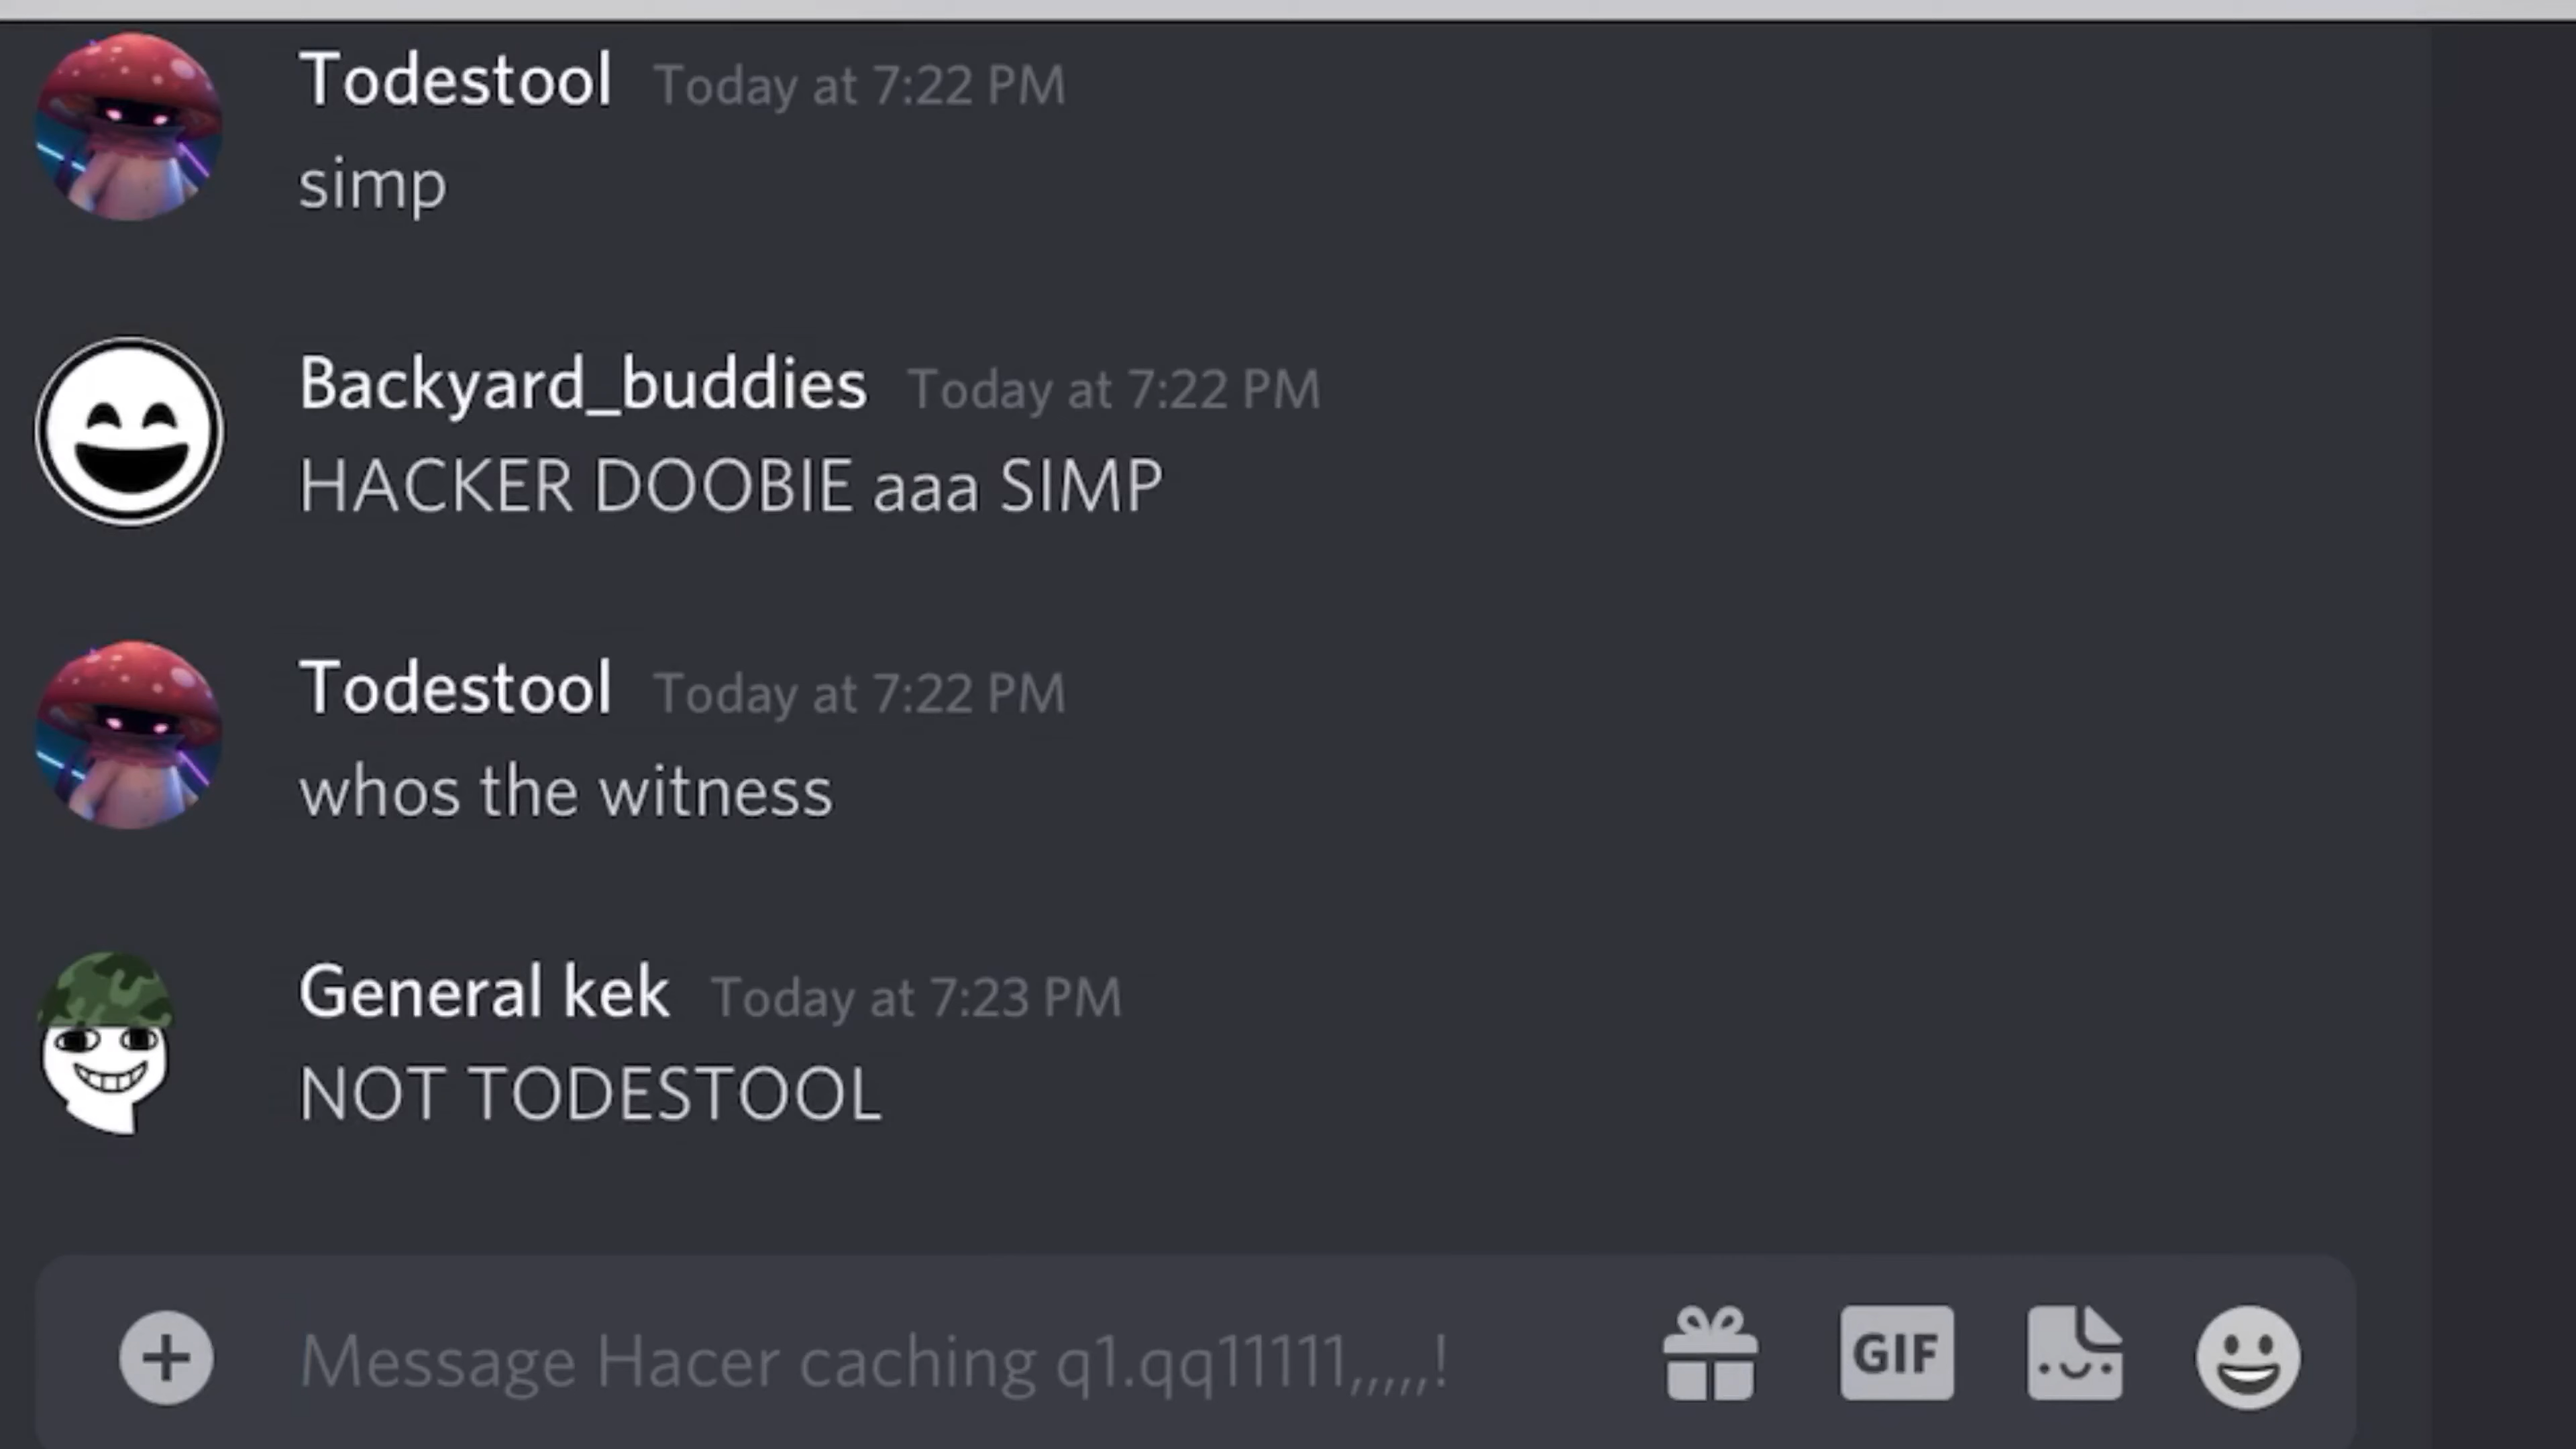 Todestool Today at 7:22 PM
simp
Backyard_buddies Today at 7:22 PM
HACKER DOOBIE aaa SIMP
Todestool Today at 7:22 PM
whos the witness
General kek Today at 7:23 PM
NOT TODESTOOL
Message Hacer caching q1.qq11111,,,,,!
GIF